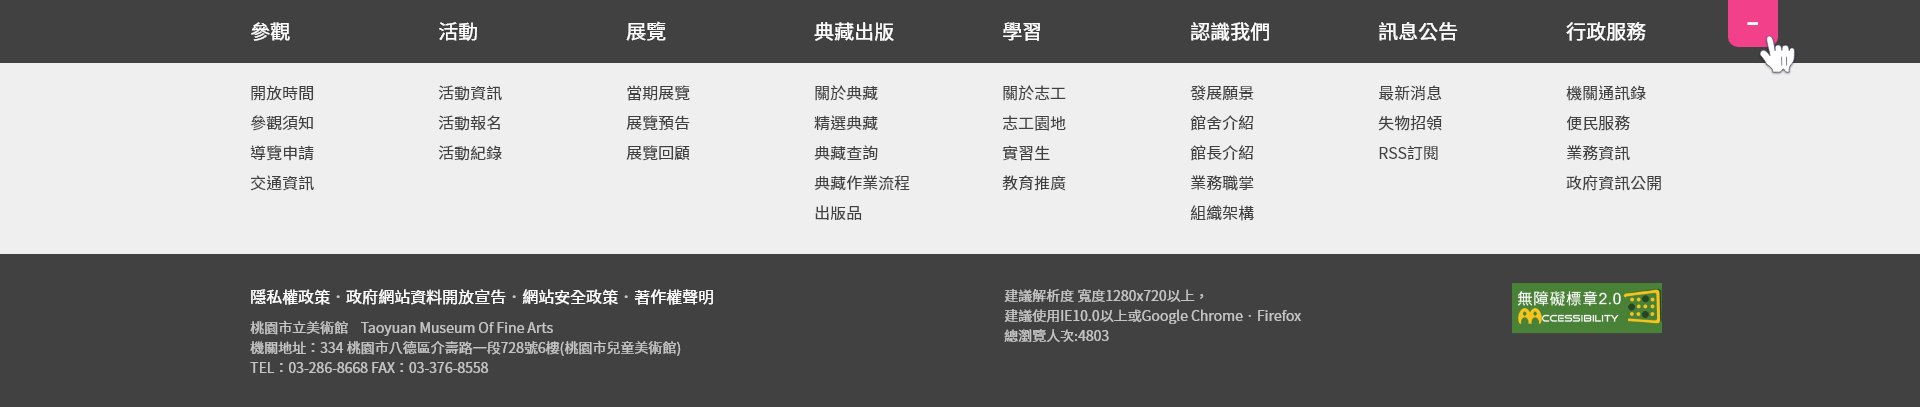 參觀
活動
展覽
典藏出版
學習
認識我們
訊息公告
行政服務
-
開放時間
參觀須知
導覽申請
交通資訊
活動資訊
活動報名
活動紀錄
當期展覽
展覽預告
展覽回顧
關於典藏
精選典藏
典藏查詢
典藏作業流程
出版品
關於志工
志工園地
實習生
教育推廣
發展願景
館舍介紹
館長介紹
業務職掌
組織架構
最新消息
失物招領
RSS訂閱
機關通訊錄
便民服務
業務資訊
政府資訊公開
隱私權政策・政府網站資料開放宣告・網站安全政策・著作權聲明
桃園市立美術館 Taoyuan Museum Of Fine Arts
機關地址：334 桃園市八德區介壽路一段728號6樓(桃園市兒童美術館)
TEL：03-286-8668 FAX：03-376-8558
建議解析度 寬度1280x720以上，
建議使用IE10.0以上或Google Chrome・Firefox
總瀏覽人次:4803
無障礙標章2.0
ACCESSIBILITY